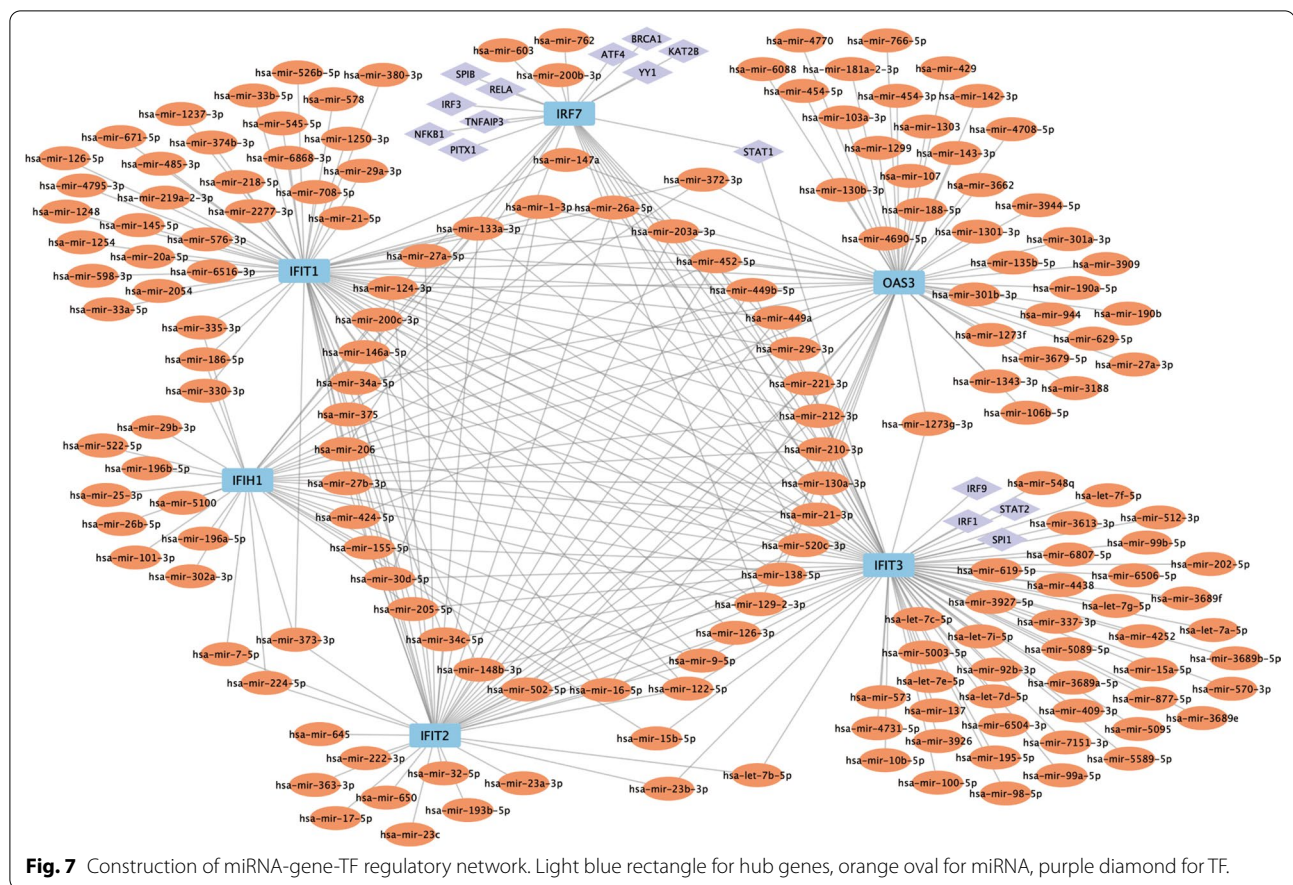 hsa-mir-603
hsa-mir-762
hsa-mir-200b-3p
BRCA1
ATF4
KAT2B
YY1
SPIB
RELA
IRF3
TNFAIP3
NFKB1
PITX1
IRF7
STAT1
hsa-mir-526b-5p
hsa-mir-380-3p
hsa-mir-33b-5p
hsa-mir-578
hsa-mir-1237-3p
hsa-mir-545-5p
hsa-mir-671-5p
hsa-mir-374b-3p
hsa-mir-1250-3p
hsa-mir-126-5p
hsa-mir-485-3p
hsa-mir-6868-3p
hsa-mir-29a-3p
hsa-mir-4795-3p
hsa-mir-218-5p
hsa-mir-708-5p
hsa-mir-219a-2-3p
hsa-mir-1248
hsa-mir-2277-3p
hsa-mir-21-5p
hsa-mir-145-5p
hsa-mir-1254
hsa-mir-576-3p
hsa-mir-20a-5p
hsa-mir-598-3p
hsa-mir-6516-3p
hsa-mir-2054
hsa-mir-33a-5p
IFIT1
hsa-mir-335-3p
hsa-mir-186-5p
hsa-mir-330-3p
hsa-mir-4770
hsa-mir-766-5p
hsa-mir-6088
hsa-mir-181a-2-3p
hsa-mir-429
hsa-mir-454-5p
hsa-mir-454-3p
hsa-mir-142-3p
hsa-mir-103a-3p
hsa-mir-1303
hsa-mir-4708-5p
hsa-mir-1299
hsa-mir-143-3p
hsa-mir-107
hsa-mir-130b-3p
hsa-mir-3662
hsa-mir-188-5p
hsa-mir-3944-5p
hsa-mir-4690-5p
hsa-mir-1301-3p
hsa-mir-301a-3p
hsa-mir-135b-5p
hsa-mir-3909
OAS3
hsa-mir-190a-5p
hsa-mir-301b-3p
hsa-mir-944
hsa-mir-190b
hsa-mir-1273f
hsa-mir-629-5p
hsa-mir-3679-5p
hsa-mir-27a-3p
hsa-mir-1343-3p
hsa-mir-3188
hsa-mir-106b-5p
hsa-mir-1273g-3p
hsa-mir-147a
hsa-mir-372-3p
hsa-mir-1-3p
hsa-mir-26a-5p
hsa-mir-133a-3p
hsa-mir-203a-3p
hsa-mir-27a-5p
hsa-mir-452-5p
hsa-mir-124-3p
hsa-mir-449b-5p
hsa-mir-200c-3p
hsa-mir-449a
hsa-mir-146a-5p
hsa-mir-29c-3p
hsa-mir-34a-5p
hsa-mir-221-3p
hsa-mir-375
hsa-mir-212-3p
hsa-mir-206
hsa-mir-210-3p
hsa-mir-27b-3p
hsa-mir-130a-3p
hsa-mir-424-5p
hsa-mir-21-3p
hsa-mir-155-5p
hsa-mir-520c-3p
hsa-mir-30d-5p
hsa-mir-138-5p
hsa-mir-205-5p
hsa-mir-129-2-3p
hsa-mir-34c-5p
hsa-mir-126-3p
hsa-mir-148b-3p
hsa-mir-9-5p
hsa-mir-502-5p
hsa-mir-16-5p
hsa-mir-122-5p
hsa-mir-15b-5p
hsa-mir-23b-3p
hsa-let-7b-5p
hsa-mir-29b-3p
hsa-mir-522-5p
hsa-mir-196b-5p
IFIH1
hsa-mir-25-3p
hsa-mir-5100
hsa-mir-26b-5p
hsa-mir-196a-5p
hsa-mir-101-3p
hsa-mir-302a-3p
hsa-mir-373-3p
hsa-mir-7-5p
hsa-mir-224-5p
IFIT2
hsa-mir-645
hsa-mir-222-3p
hsa-mir-32-5p
hsa-mir-363-3p
hsa-mir-23a-3p
hsa-mir-650
hsa-mir-193b-5p
hsa-mir-17-5p
hsa-mir-23c
IRF9
hsa-mir-548q
STAT2
hsa-let-7f-5p
IRF1
hsa-mir-3613-3p
hsa-mir-512-3p
SPI1
hsa-mir-99b-5p
IFIT3
hsa-mir-6807-5p
hsa-mir-202-5p
hsa-mir-619-5p
hsa-mir-6506-5p
hsa-mir-4438
hsa-mir-3689f
hsa-mir-3927-5p
hsa-let-7g-5p
hsa-let-7c-5p
hsa-mir-337-3p
hsa-let-7a-5p
hsa-let-7i-5p
hsa-mir-4252
hsa-mir-5003-5p
hsa-mir-5089-5p
hsa-mir-3689b-5p
hsa-mir-92b-3p
hsa-mir-15a-5p
hsa-let-7e-5p
hsa-mir-3689a-5p
hsa-mir-570-3p
hsa-mir-573
hsa-let-7d-5p
hsa-mir-877-5p
hsa-mir-137
hsa-mir-409-3p
hsa-mir-3689e
hsa-mir-4731-5p
hsa-mir-6504-3p
hsa-mir-5095
hsa-mir-3926
hsa-mir-7151-3p
hsa-mir-10b-5p
hsa-mir-195-5p
hsa-mir-5589-5p
hsa-mir-100-5p
hsa-mir-99a-5p
hsa-mir-98-5p
Fig. 7 Construction of miRNA-gene-TF regulatory network. Light blue rectangle for hub genes, orange oval for miRNA, purple diamond for TF.